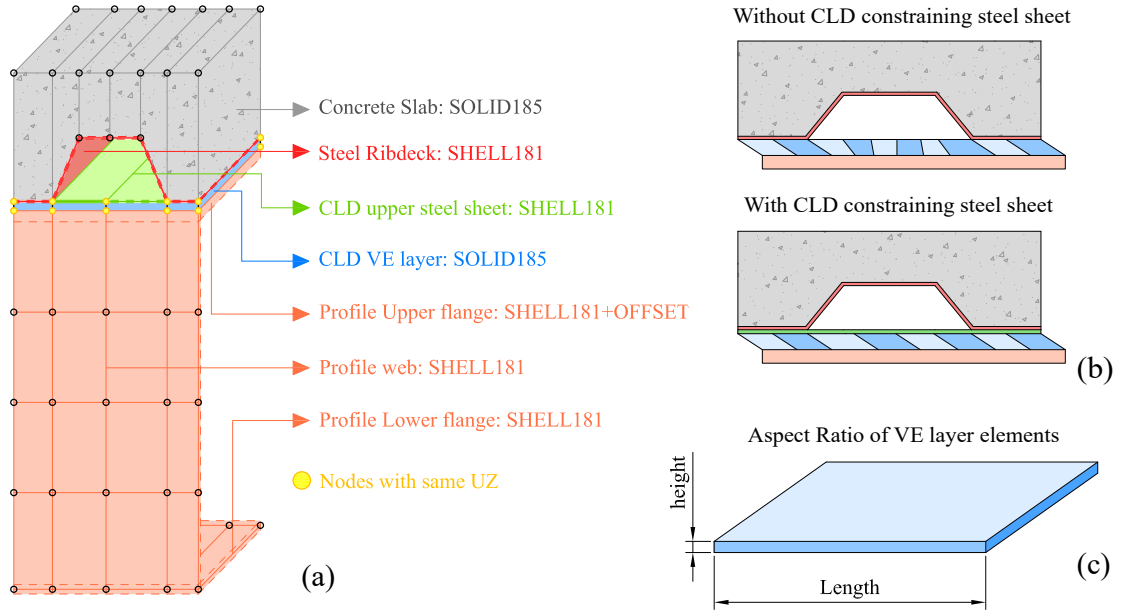 Concrete Slab: SOLID185
Steel Ribdeck: SHELL181
CLD upper steel sheet: SHELL181
CLD VE layer: SOLID185
Profile Upper flange: SHELL181+OFFSET
Profile web: SHELL181
Profile Lower flange: SHELL181
Nodes with same UZ
(a)
Without CLD constraining steel sheet
With CLD constraining steel sheet
(b)
Aspect Ratio of VE layer elements
height
Length
(c)